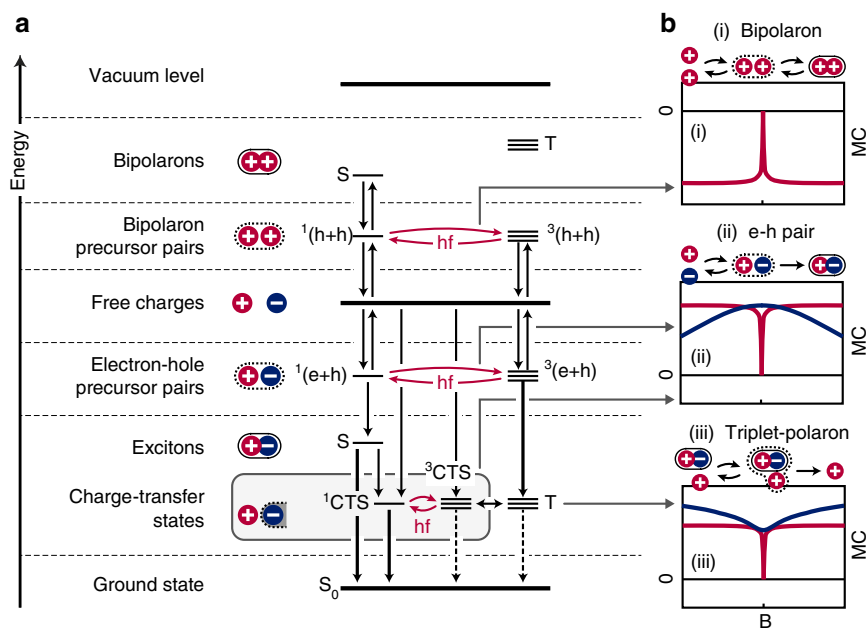 a
Energy
Vacuum level
Bipolarons
S
T
Bipolaron
precursor pairs
¹(h+h)
hf
³(h+h)
Free charges
Electron-hole
precursor pairs
¹(e+h)
hf
³(e+h)
Excitons
S
Charge-transfer
states
¹CTS
hf
³CTS
T
Ground state
S₀
b
(i) Bipolaron
0
(i)
MC
(ii) e-h pair
(ii)
0
MC
(iii) Triplet-polaron
(iii)
0
MC
B